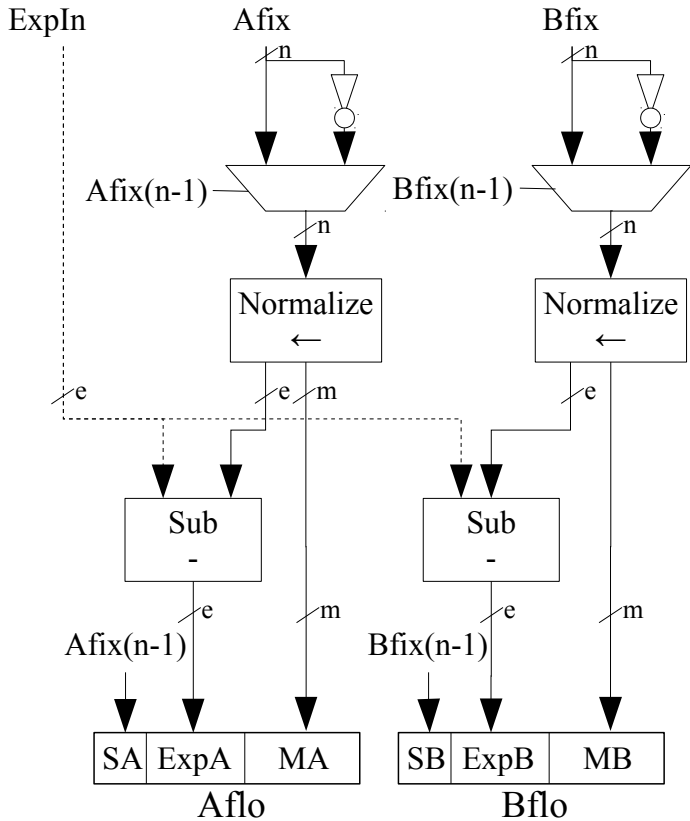 ExpIn Afix Bfix
n n
Afix(n-1) Bfix(n-1)
n n
Normalize Normalize
← ←
e e m e
Sub Sub
- -
e m e m
Afix(n-1) Bfix(n-1)
SA ExpA MA SB ExpB MB
Aflo Bflo